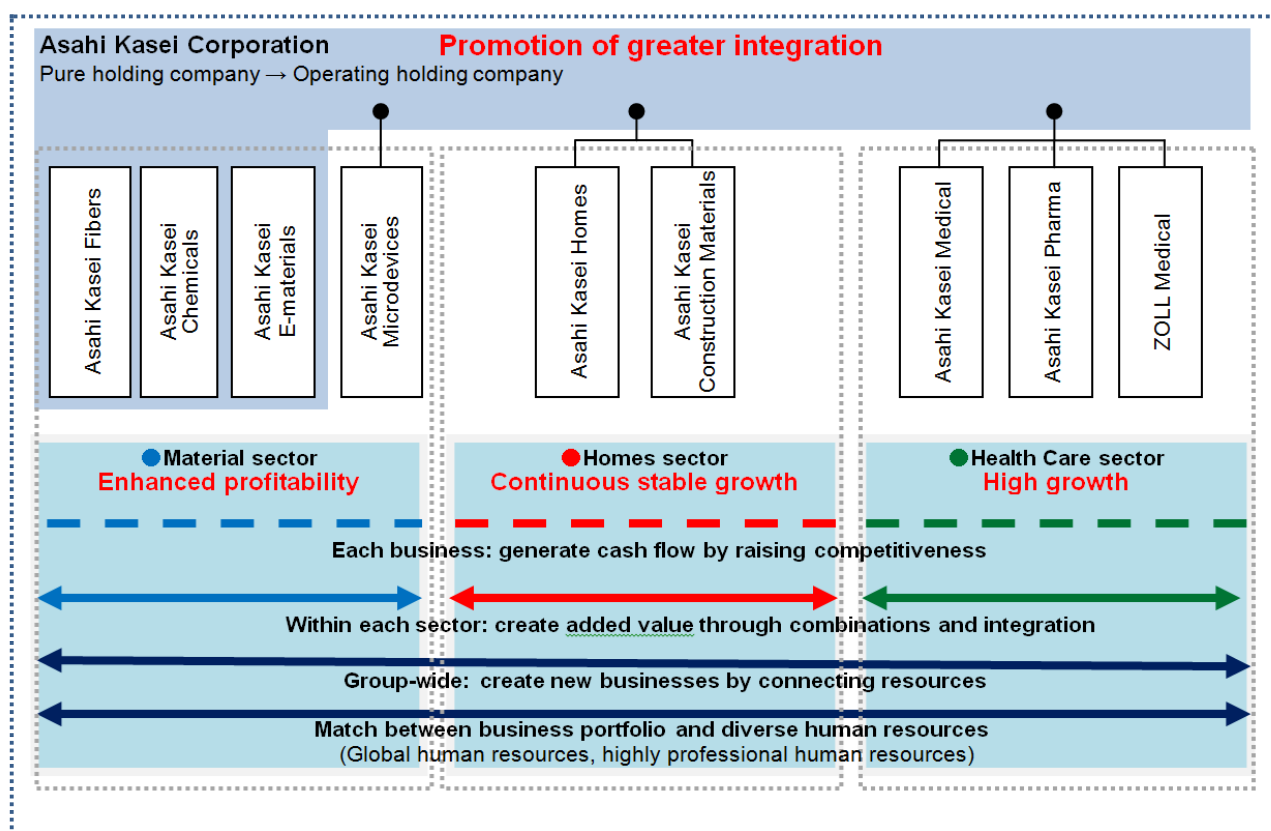 Asahi Kasei Corporation
Promotion of greater integration
Pure holding company → Operating holding company
Asahi Kasei Fibers
Asahi Kasei
Chemicals
Asahi Kasei
E-materials
Asahi Kasei
Microdevices
Asahi Kasei Homes
Asahi Kasei
Construction Materials
Asahi Kasei Medical
Asahi Kasei Pharma
ZOLL Medical
Material sector
Enhanced profitability
Homes sector
Continuous stable growth
Health Care sector
High growth
Each business: generate cash flow by raising competitiveness
Within each sector: create added value through combinations and integration
Group-wide: create new businesses by connecting resources
Match between business portfolio and diverse human resources
(Global human resources, highly professional human resources)